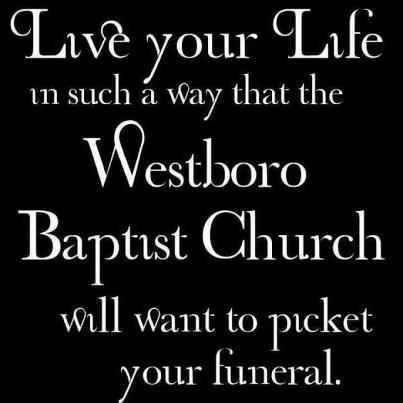 Live your Life
in such a way that the
Westboro
Baptist Church
will want to picket
your funeral.